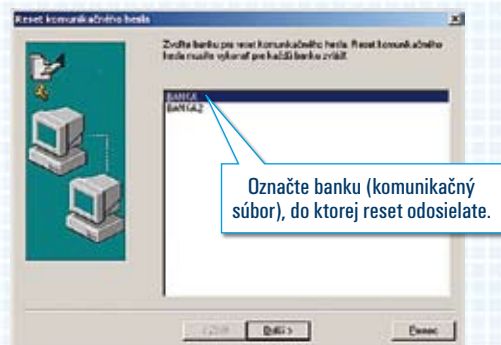 Reset komunikačného hesla
Zvoľte banku pre reset komunikačného hesla. Reset komunikačného
hesla musíte vykonať pre každú banku zvlášť.
BANKA
BANKA2
Označte banku (komunikačný
súbor), do ktorej reset odosielate.
Ďalší >
Pomoc